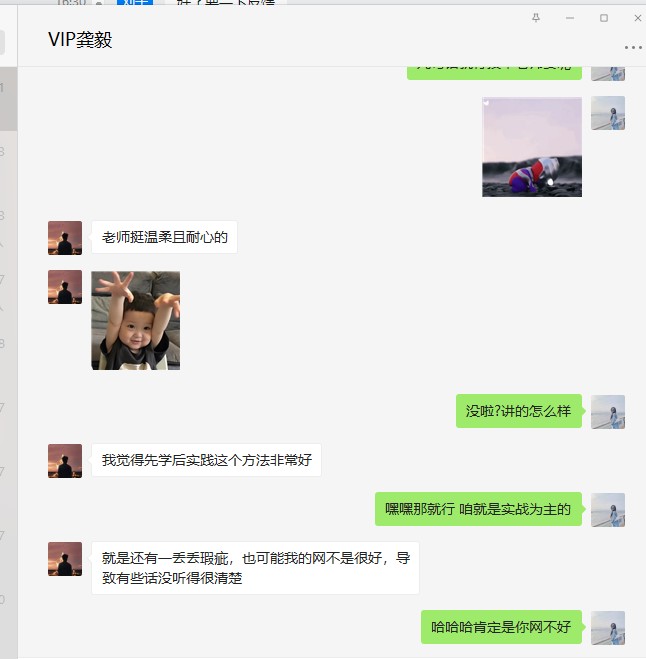 16:30
VIP龚毅
老师挺温柔且耐心的
没啦?讲的怎么样
我觉得先学后实践这个方法非常好
嘿嘿那就行 咱就是实战为主的
就是还有一丢丢瑕疵，也可能我的网不是很好，导
致有些话没听得很清楚
哈哈哈肯定是你网不好